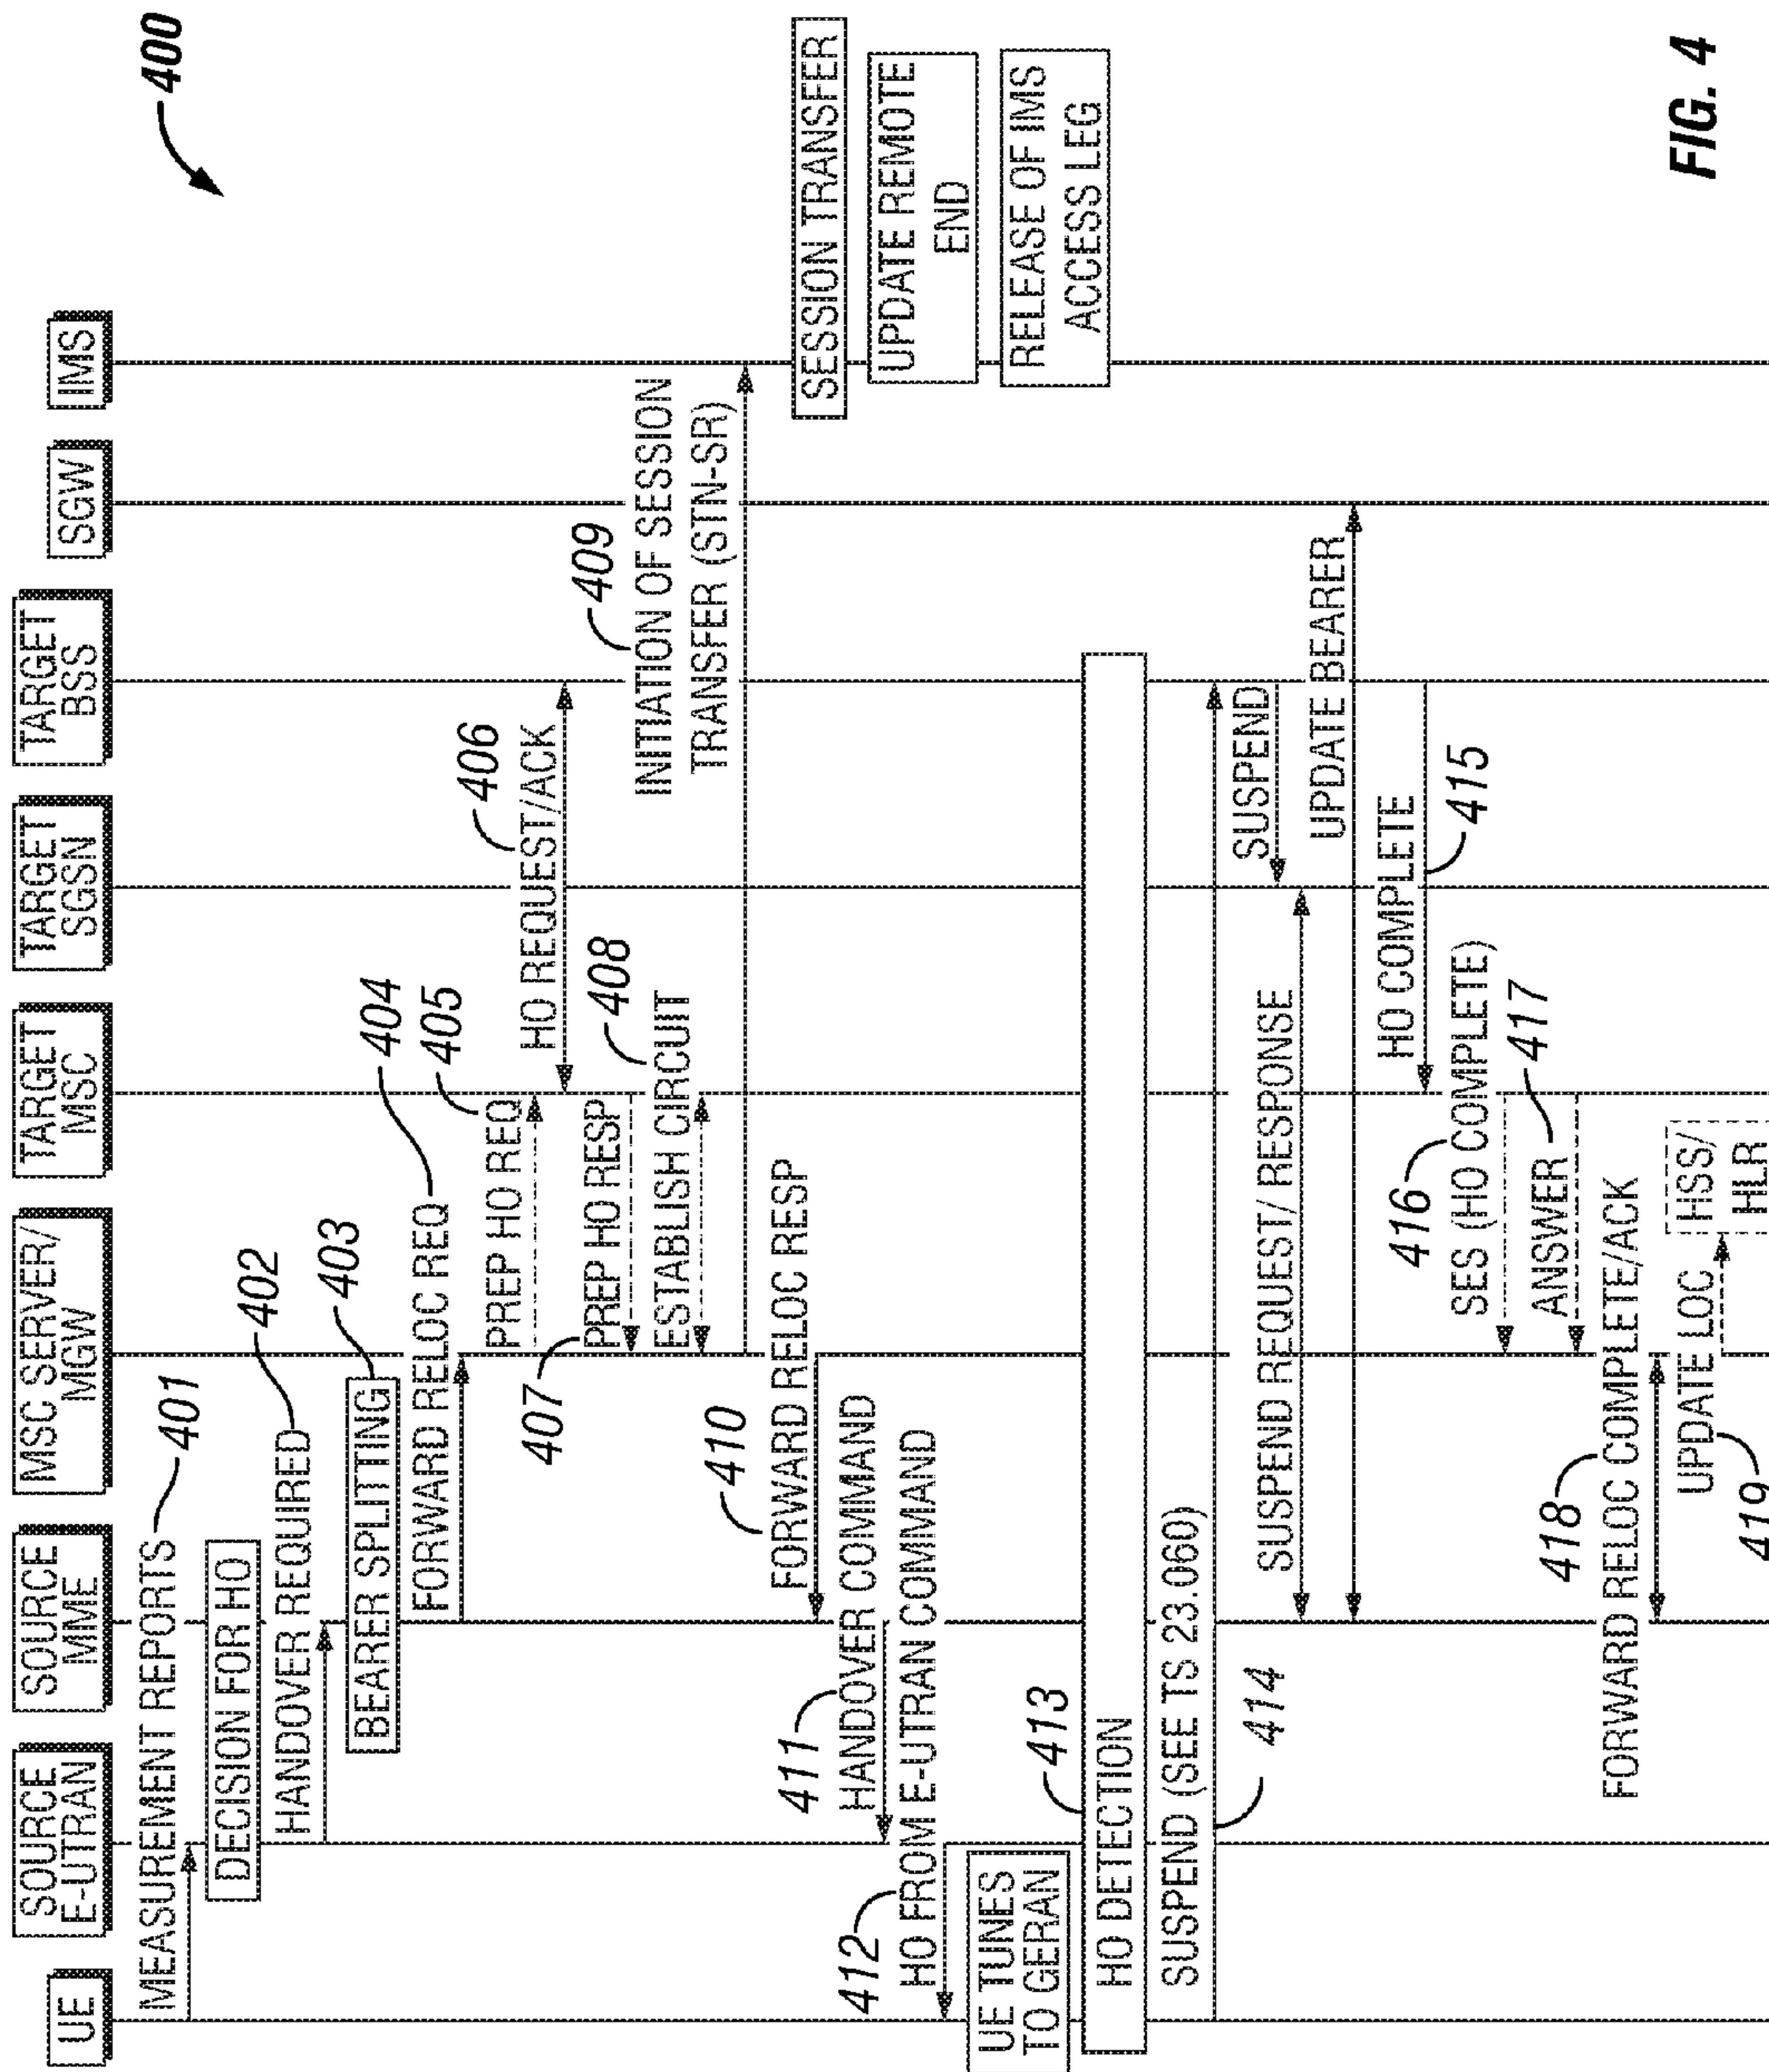 400
UE
SOURCE
E-UTRAN
SOURCE
MME
MSC SERVER/
MGW
TARGET
MSC
TARGET
SGSN
TARGET
BSS
SGW
IMS
MEASUREMENT REPORTS
401
DECISION FOR HO
HANDOVER REQUIRED
402
BEARER SPLITTING
403
FORWARD RELOC REQ
404
PREP HO REQ
405
HO REQUEST/ACK
406
407
PREP HO RESP
ESTABLISH CIRCUIT
408
409
INITIATION OF SESSION
TRANSFER (STN-SR)
410
FORWARD RELOC RESP
SESSION TRANSFER
UPDATE REMOTE
END
RELEASE OF IMS
ACCESS LEG
411
HANDOVER COMMAND
412
HO FROM E-UTRAN COMMAND
UE TUNES
TO GERAN
413
HO DETECTION
SUSPEND (SEE TS 23.060)
414
SUSPEND
SUSPEND REQUEST/ RESPONSE
UPDATE BEARER
HO COMPLETE
415
416
SES (HO COMPLETE)
ANSWER
417
418
FORWARD RELOC COMPLETE/ACK
419
UPDATE LOC
HSS/
HLR
FIG. 4